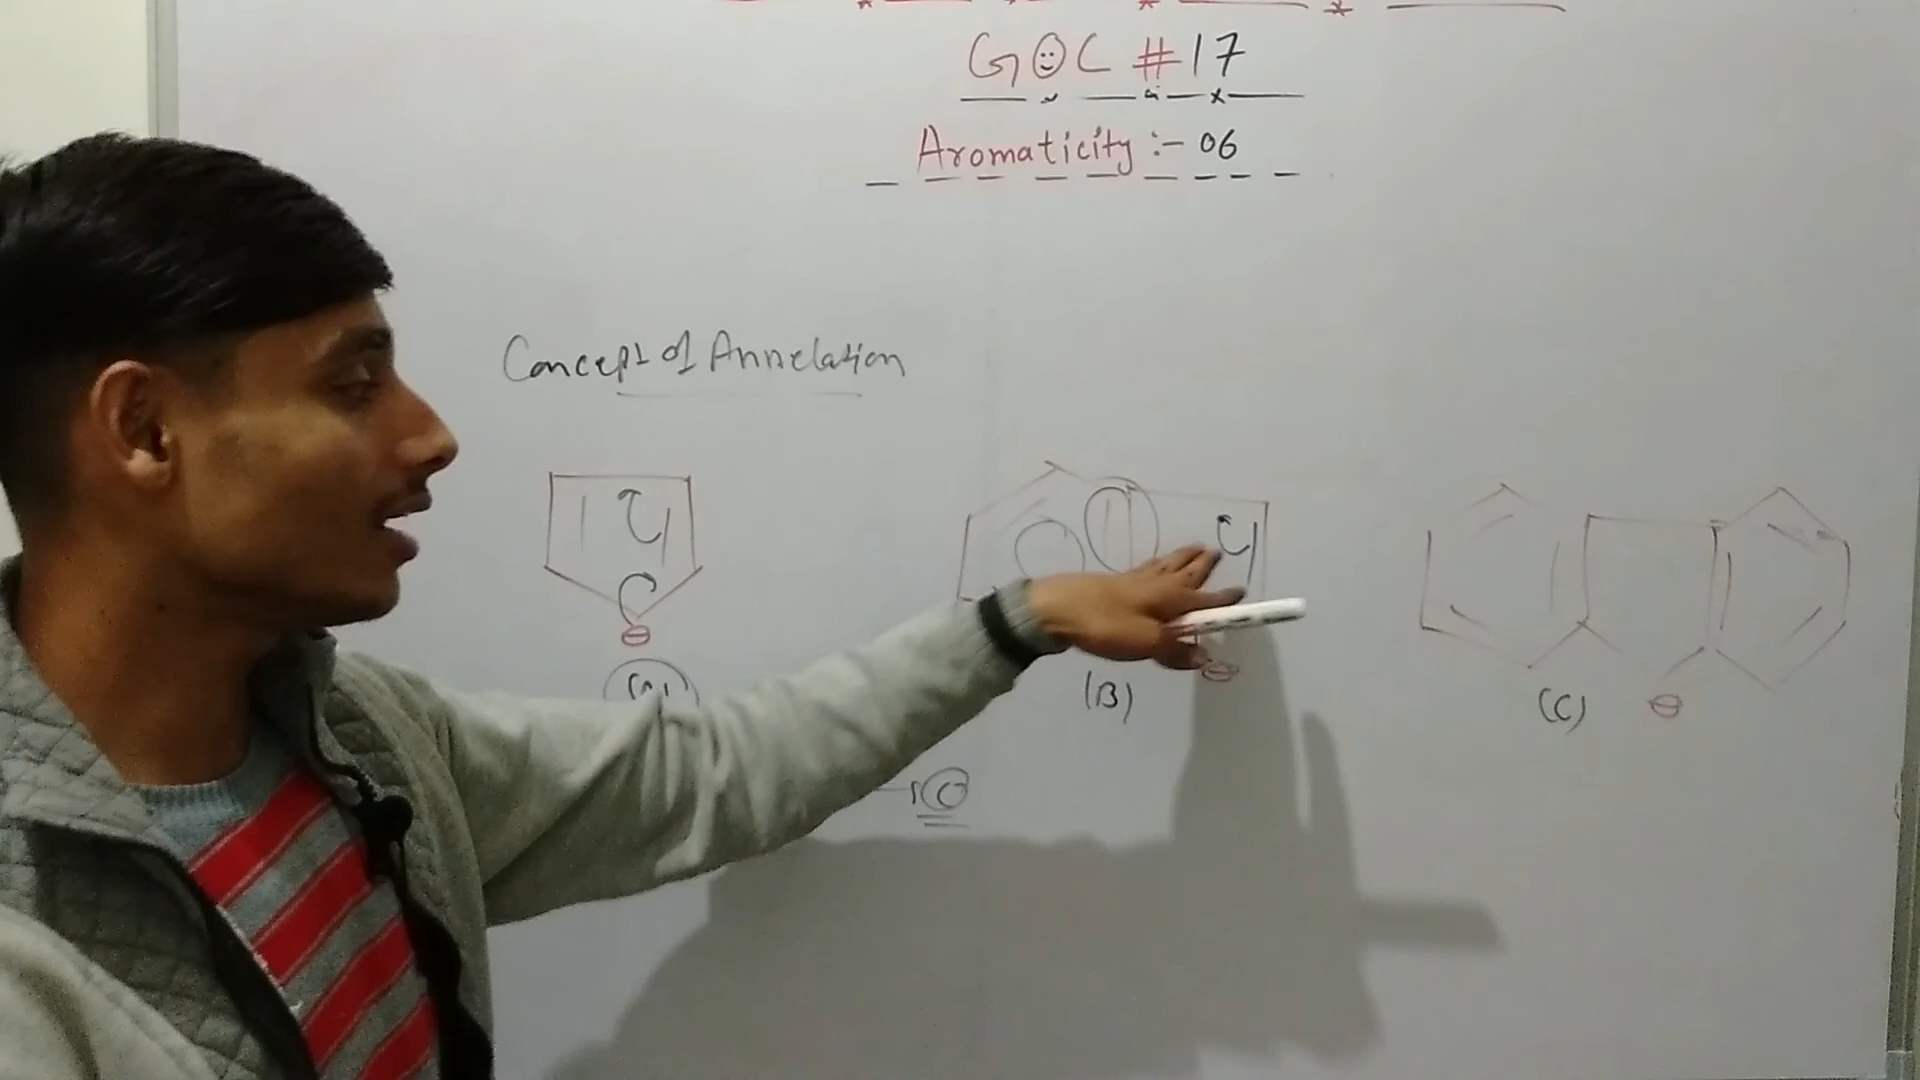 GOC #17
Aromaticity :- 06
Concept of Annelation
(A)
(B)
(C)